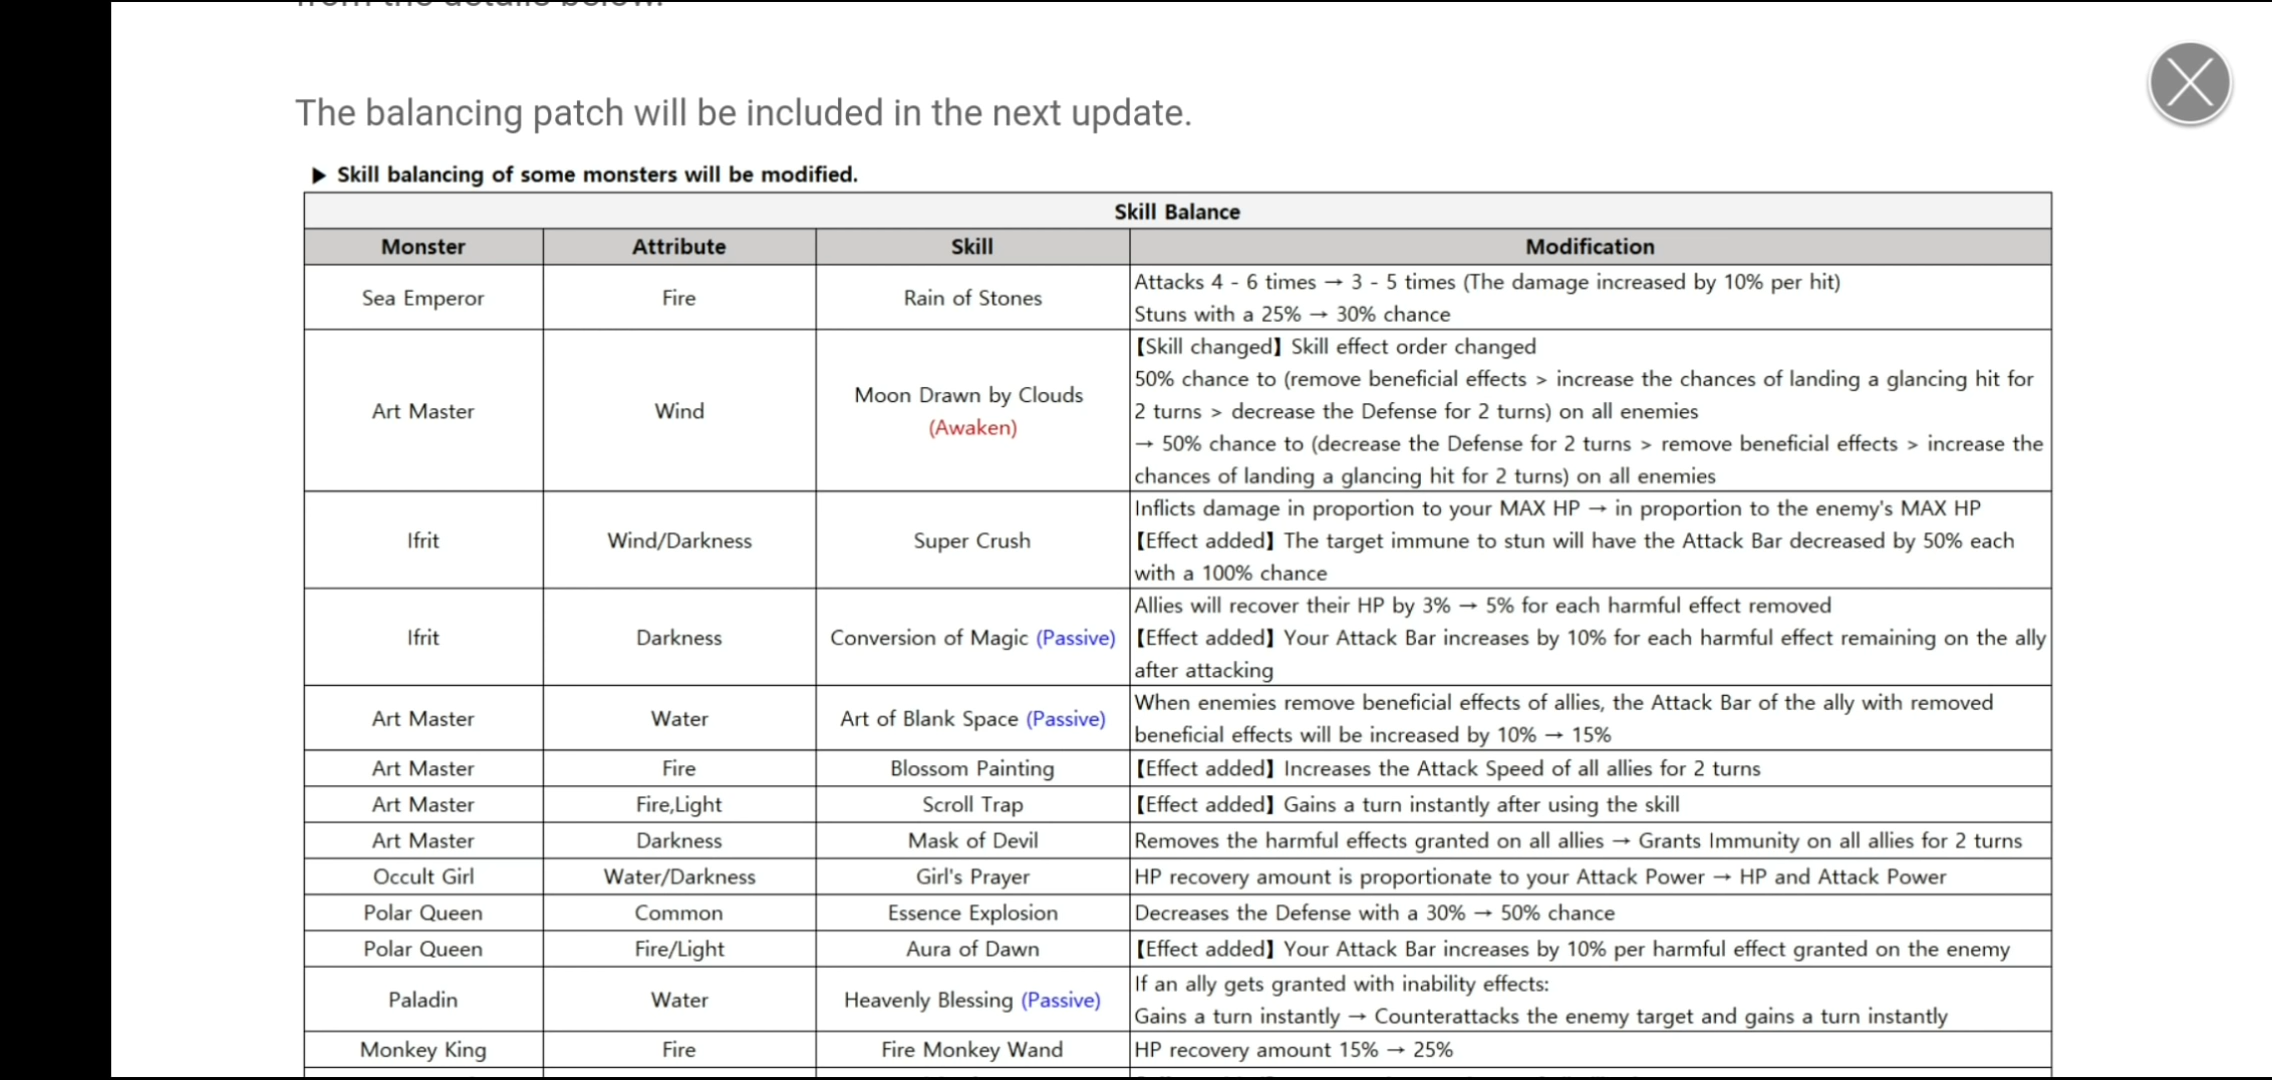 The balancing patch will be included in the next update.
▶ Skill balancing of some monsters will be modified.
Skill Balance
Monster Attribute Skill Modification
Sea Emperor Fire Rain of Stones Attacks 4 - 6 times → 3 - 5 times (The damage increased by 10% per hit)
Stuns with a 25% → 30% chance
Art Master Wind Moon Drawn by Clouds (Awaken) 【Skill changed】 Skill effect order changed
50% chance to (remove beneficial effects > increase the chances of landing a glancing hit for
2 turns > decrease the Defense for 2 turns) on all enemies
→ 50% chance to (decrease the Defense for 2 turns > remove beneficial effects > increase the
chances of landing a glancing hit for 2 turns) on all enemies
Ifrit Wind/Darkness Super Crush Inflicts damage in proportion to your MAX HP → in proportion to the enemy's MAX HP
【Effect added】 The target immune to stun will have the Attack Bar decreased by 50% each
with a 100% chance
Ifrit Darkness Conversion of Magic (Passive) Allies will recover their HP by 3% → 5% for each harmful effect removed
【Effect added】 Your Attack Bar increases by 10% for each harmful effect remaining on the ally
after attacking
Art Master Water Art of Blank Space (Passive) When enemies remove beneficial effects of allies, the Attack Bar of the ally with removed
beneficial effects will be increased by 10% → 15%
Art Master Fire Blossom Painting 【Effect added】 Increases the Attack Speed of all allies for 2 turns
Art Master Fire,Light Scroll Trap 【Effect added】 Gains a turn instantly after using the skill
Art Master Darkness Mask of Devil Removes the harmful effects granted on all allies → Grants Immunity on all allies for 2 turns
Occult Girl Water/Darkness Girl's Prayer HP recovery amount is proportionate to your Attack Power → HP and Attack Power
Polar Queen Common Essence Explosion Decreases the Defense with a 30% → 50% chance
Polar Queen Fire/Light Aura of Dawn 【Effect added】 Your Attack Bar increases by 10% per harmful effect granted on the enemy
Paladin Water Heavenly Blessing (Passive) If an ally gets granted with inability effects:
Gains a turn instantly → Counterattacks the enemy target and gains a turn instantly
Monkey King Fire Fire Monkey Wand HP recovery amount 15% → 25%